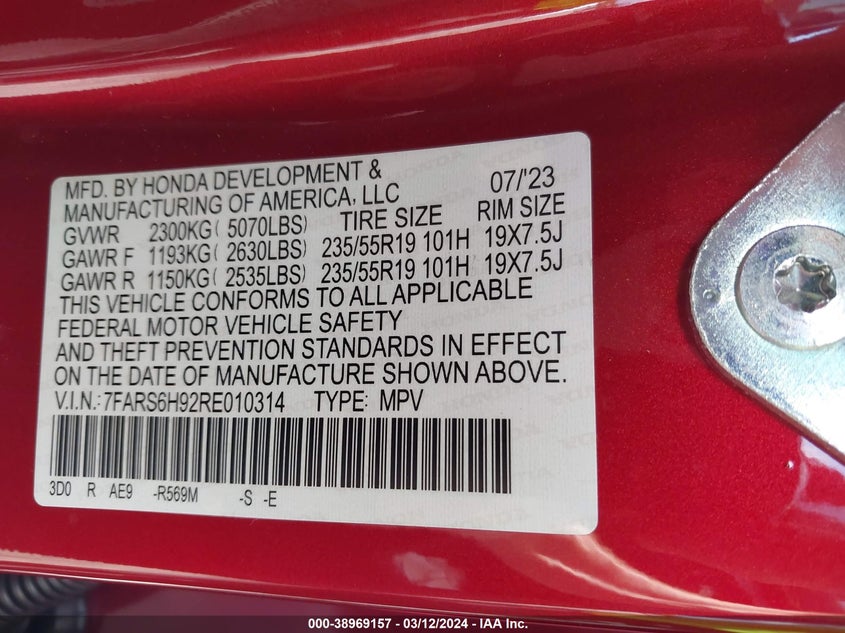 MFD. BY HONDA DEVELOPMENT & MANUFACTURING OF AMERICA, LLC 07/'23
GVWR 2300KG( 5070LBS) TIRE SIZE RIM SIZE
GAWR F 1193KG( 2630LBS) 235/55R19 101H 19X7.5J
GAWR R 1150KG( 2535LBS) 235/55R19 101H 19X7.5J
THIS VEHICLE CONFORMS TO ALL APPLICABLE
FEDERAL MOTOR VEHICLE SAFETY
AND THEFT PREVENTION STANDARDS IN EFFECT
ON THE DATE OF MANUFACTURE SHOWN ABOVE.
V.I.N.:7FARS6H92RE010314 TYPE: MPV
3D0 R AE9 -R569M -S -E
000-38969157 - 03/12/2024 - IAA Inc.